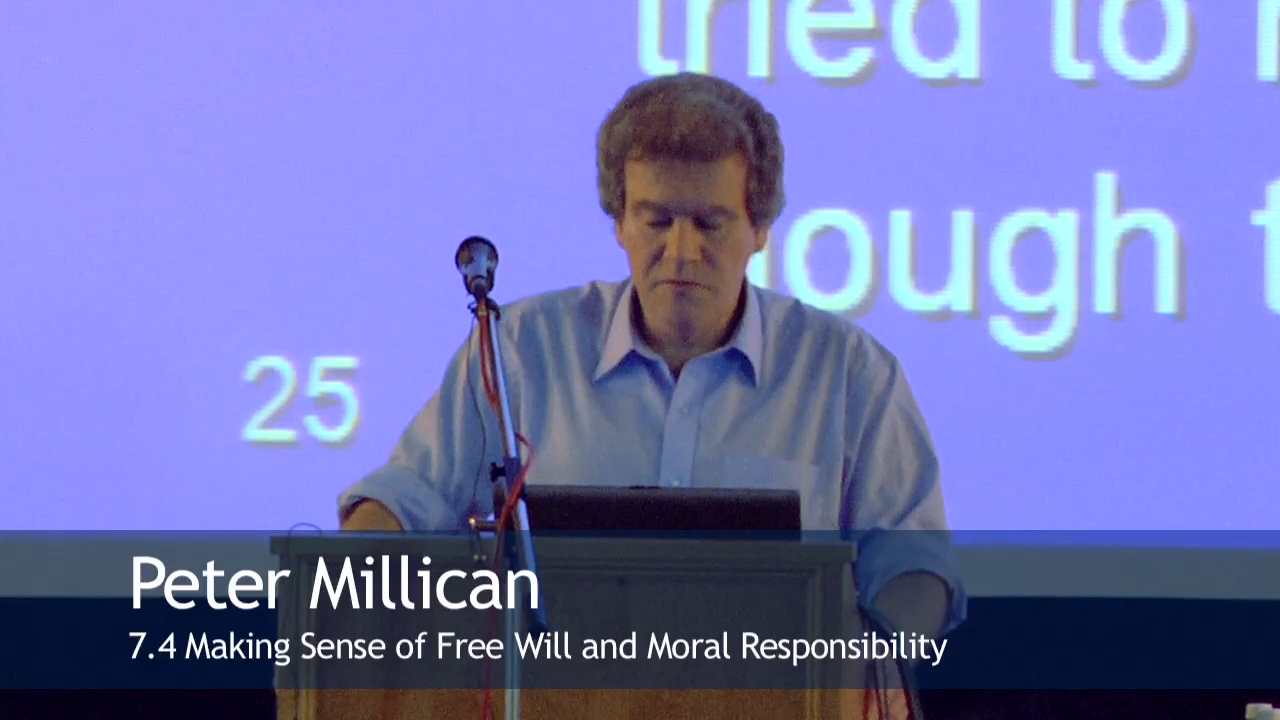 tried to
ough
25
Peter Millican
7.4 Making Sense of Free Will and Moral Responsibility